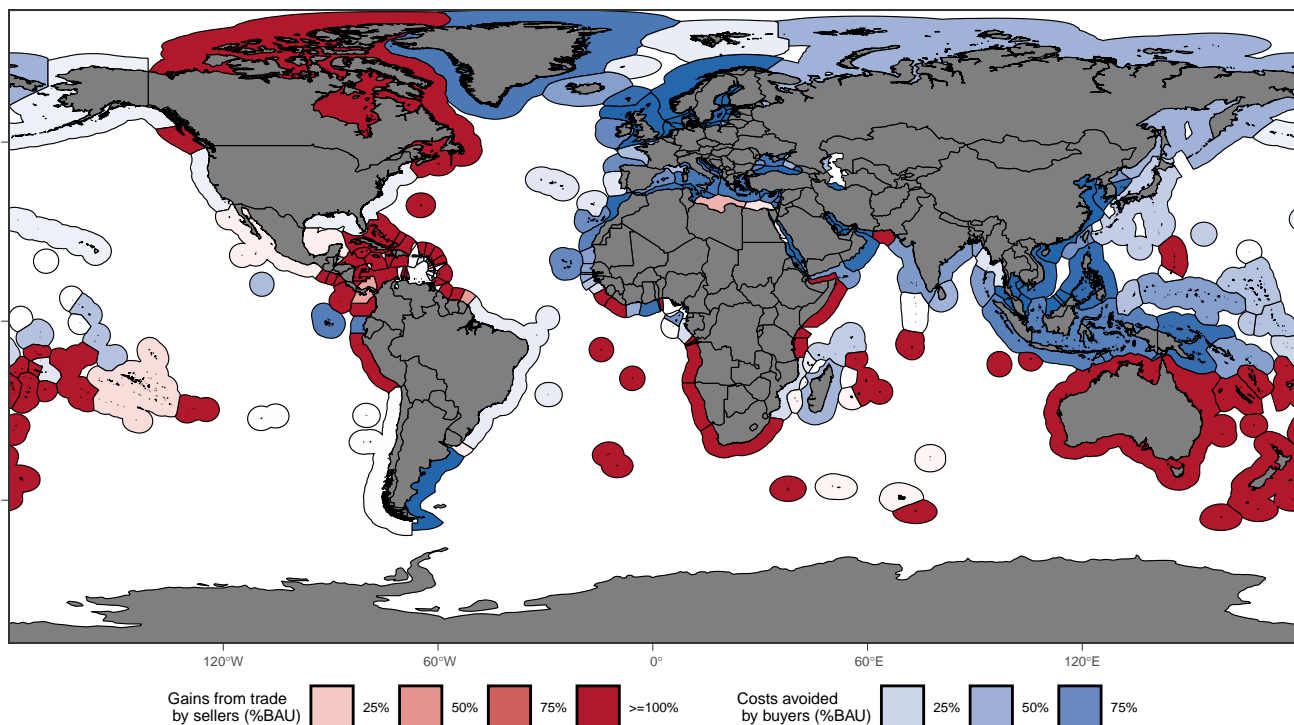 120°W 60°W 0° 60°E 120°E
Gains from trade
by sellers (%BAU)
25% 50% 75% >=100%
Costs avoided
by buyers (%BAU)
25% 50% 75%